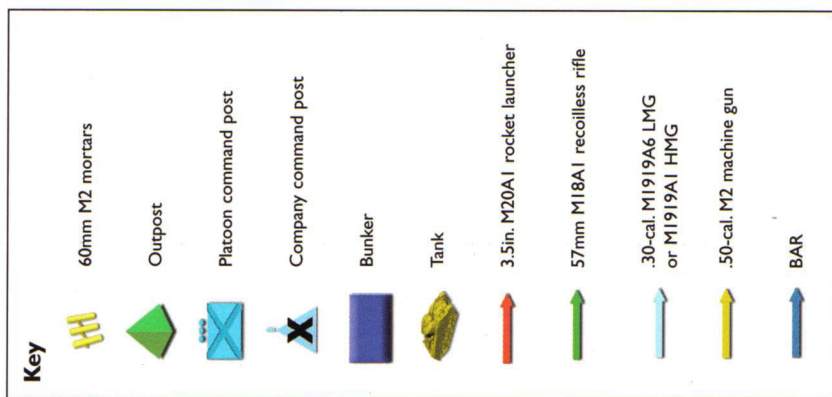 Key
60mm M2 mortars
Outpost
Platoon command post
Company command post
Bunker
Tank
3.5in. M20A1 rocket launcher
57mm M18A1 recoilless rifle
.30-cal. M1919A6 LMG
or M1919A1 HMG
.50-cal. M2 machine gun
BAR